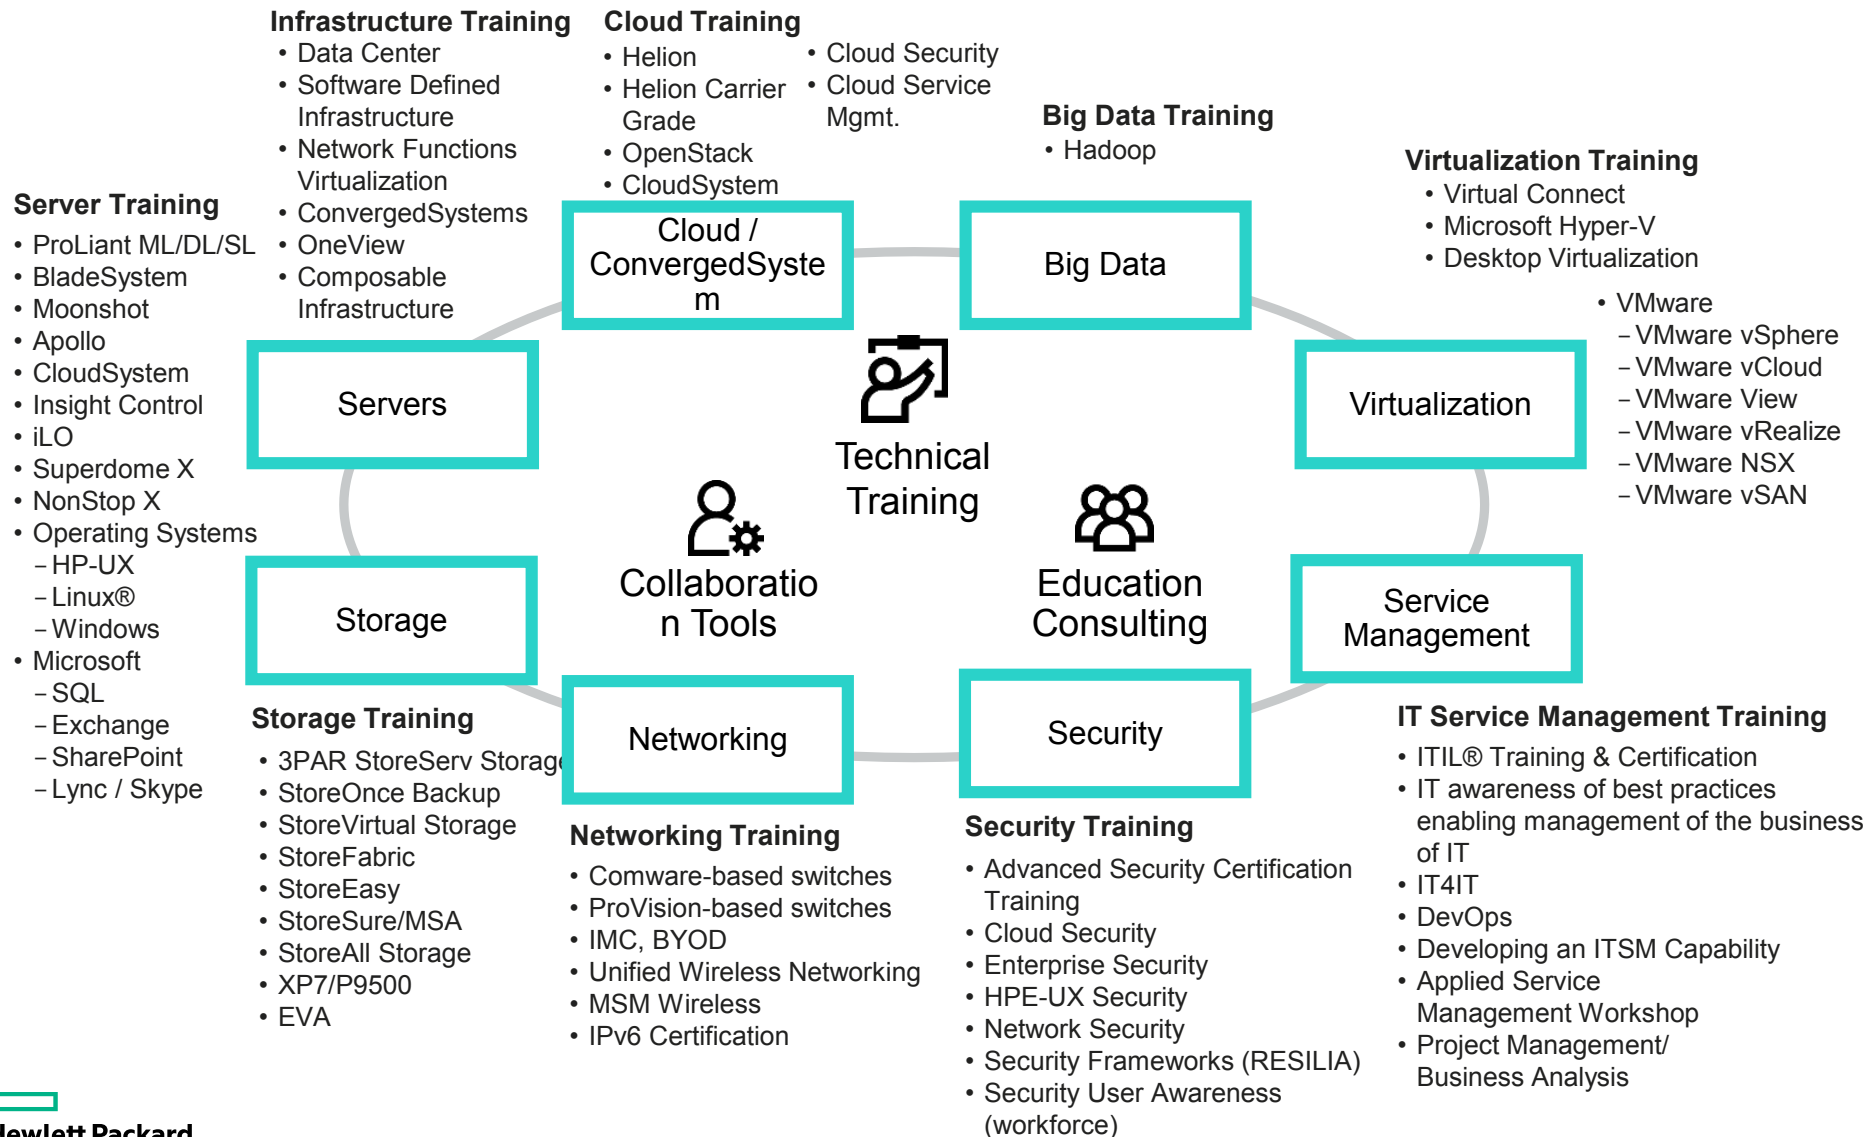 Infrastructure Training
• Data Center
• Software Defined
Infrastructure
• Network Functions
Virtualization
• ConvergedSystems
• OneView
• Composable
Infrastructure
Cloud Training
• Helion
• Helion Carrier
Grade
• OpenStack
• CloudSystem
• Cloud Security
• Cloud Service
Mgmt.
Big Data Training
• Hadoop
Virtualization Training
• Virtual Connect
• Microsoft Hyper-V
• Desktop Virtualization
• VMware
– VMware vSphere
– VMware vCloud
– VMware View
– VMware vRealize
– VMware NSX
– VMware vSAN
Server Training
• ProLiant ML/DL/SL
• BladeSystem
• Moonshot
• Apollo
• CloudSystem
• Insight Control
• iLO
• Superdome X
• NonStop X
• Operating Systems
– HP-UX
– Linux®
– Windows
• Microsoft
– SQL
– Exchange
– SharePoint
– Lync / Skype
Cloud /
ConvergedSyste
m
Big Data
Servers
Virtualization
Technical
Training
Collaboratio
n Tools
Education
Consulting
Storage
Service
Management
Networking
Security
Storage Training
• 3PAR StoreServ Storage
• StoreOnce Backup
• StoreVirtual Storage
• StoreFabric
• StoreEasy
• StoreSure/MSA
• StoreAll Storage
• XP7/P9500
• EVA
Networking Training
• Comware-based switches
• ProVision-based switches
• IMC, BYOD
• Unified Wireless Networking
• MSM Wireless
• IPv6 Certification
Security Training
• Advanced Security Certification
Training
• Cloud Security
• Enterprise Security
• HPE-UX Security
• Network Security
• Security Frameworks (RESILIA)
• Security User Awareness
(workforce)
IT Service Management Training
• ITIL® Training & Certification
• IT awareness of best practices
enabling management of the business
of IT
• IT4IT
• DevOps
• Developing an ITSM Capability
• Applied Service
Management Workshop
• Project Management/
Business Analysis
Hewlett Packard